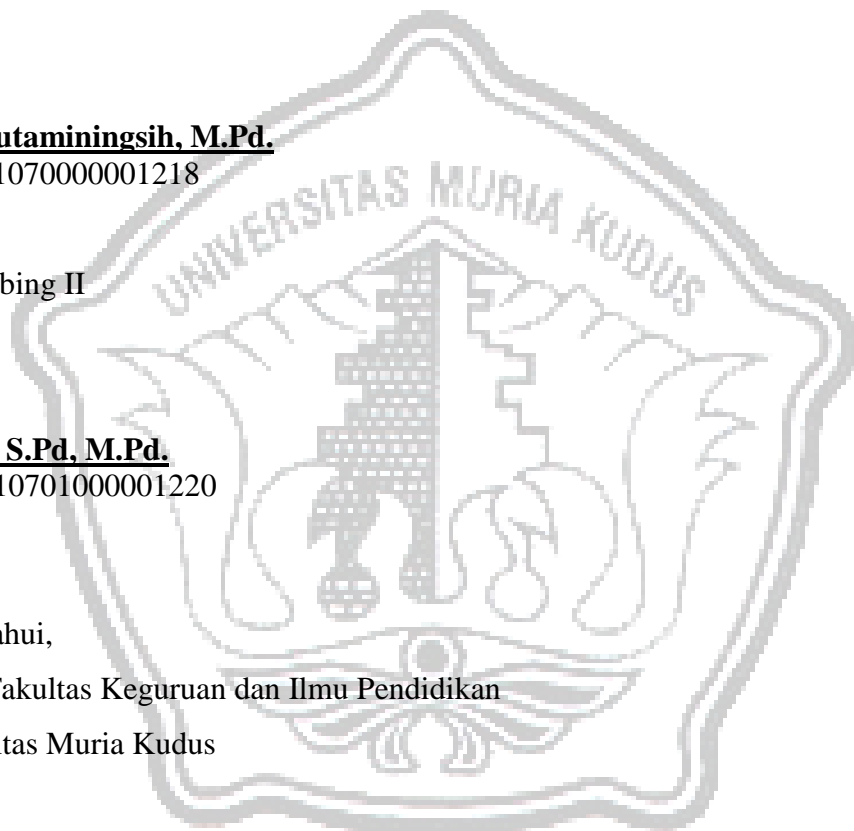 utaminingsih, M.Pd.
1070000001218
UNIVERSITAS MURIA KUDUS
bing II
S.Pd, M.Pd.
10701000001220
ahui,
Fakultas Keguruan dan Ilmu Pendidikan
itas Muria Kudus